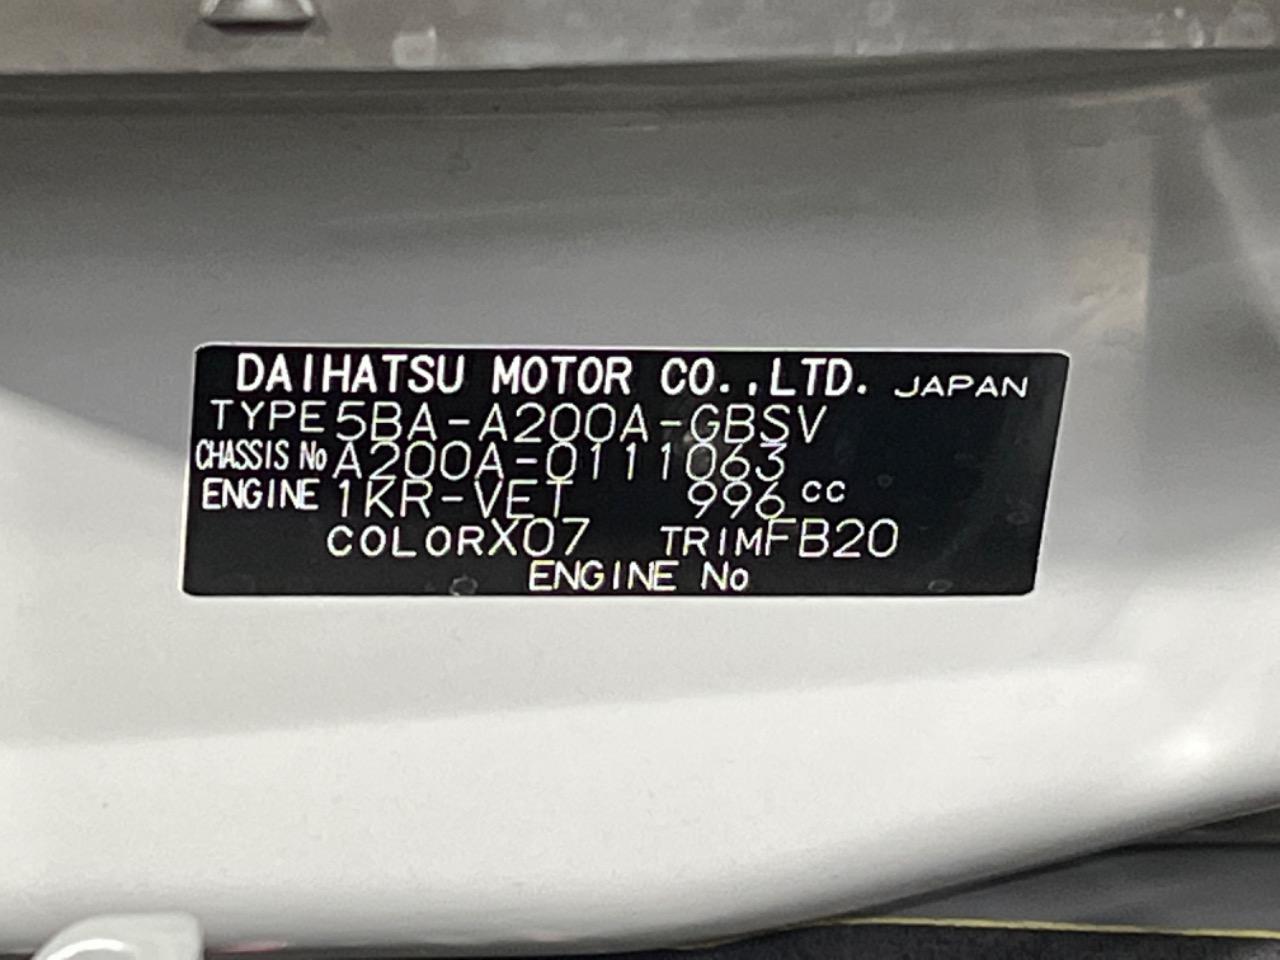 DAIHATSU MOTOR CO.,LTD. JAPAN
TYPE 5BA-A200A-GBSV
CHASSIS No A200A-0111063
ENGINE 1KR-VET 996 CC
COLOR X07 TRIM FB20
ENGINE No